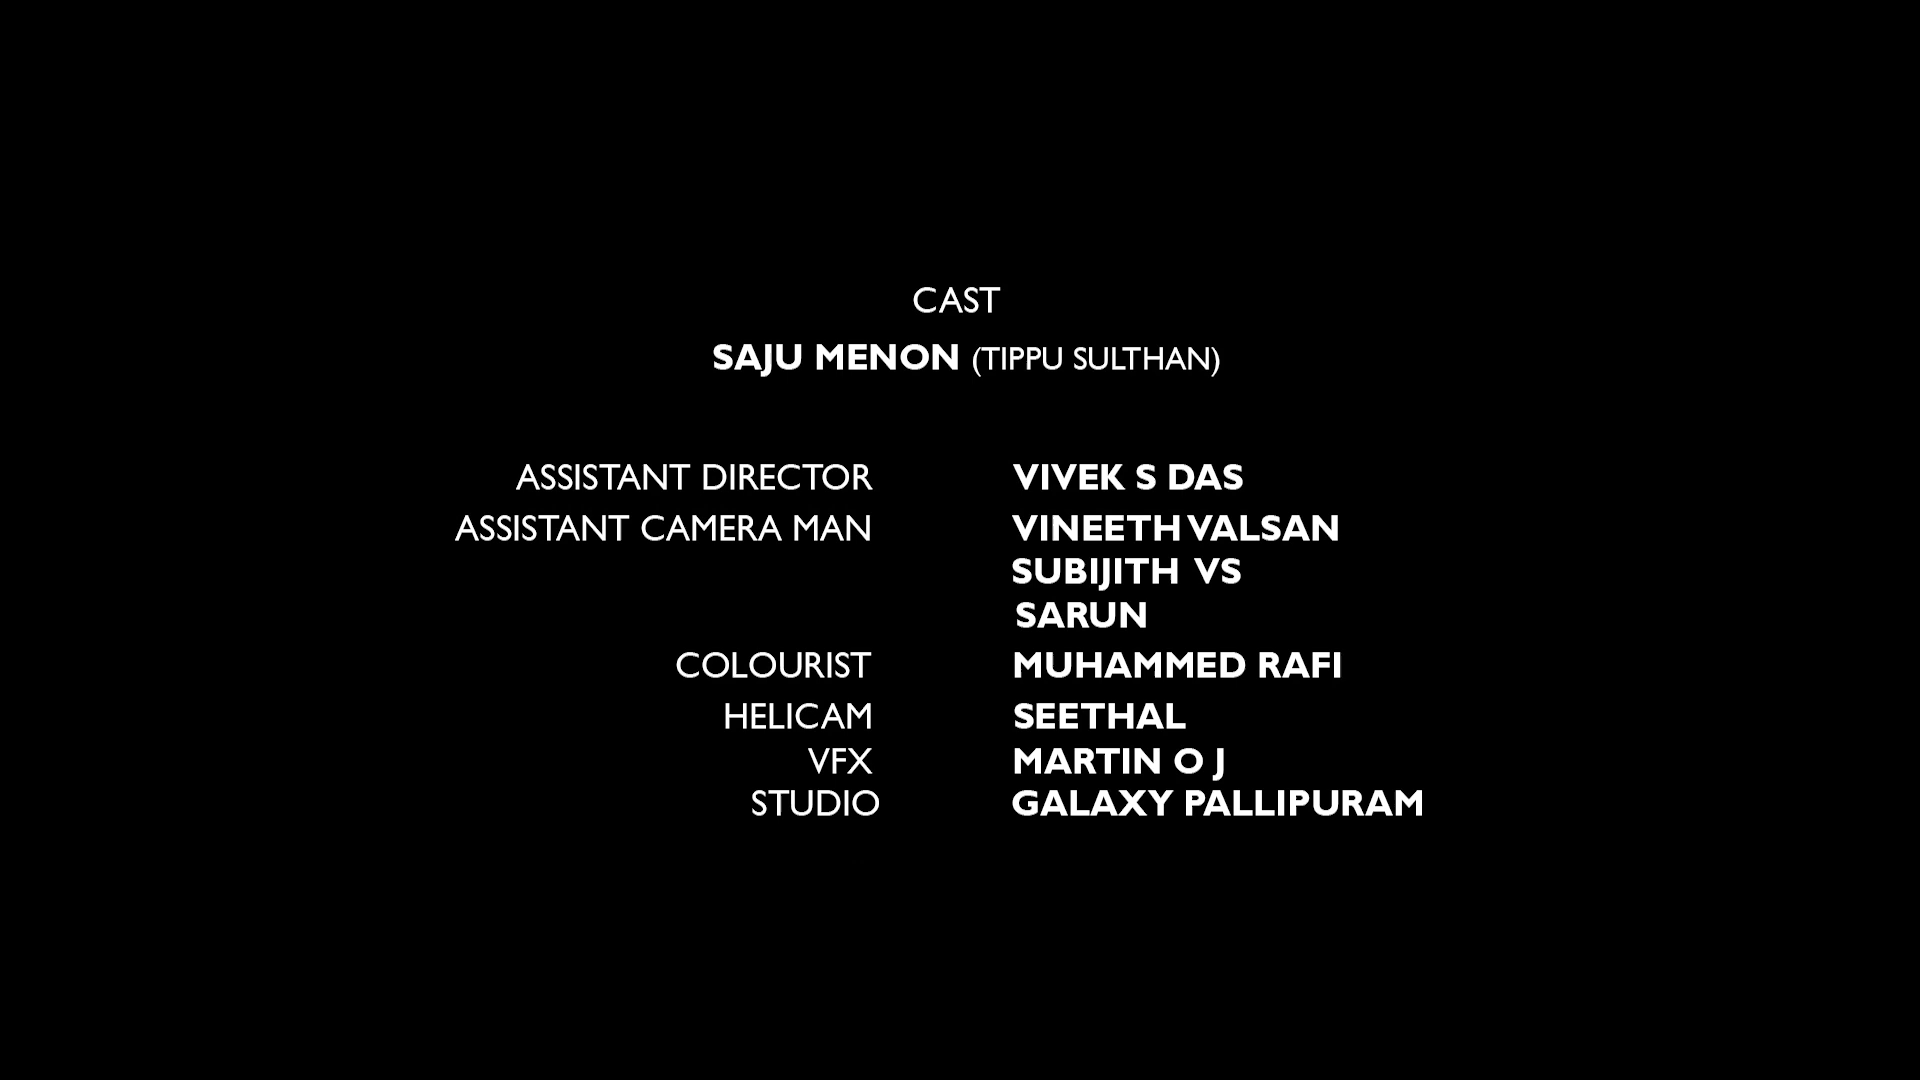 CAST
SAJU MENON (TIPPU SULTHAN)
ASSISTANT DIRECTOR VIVEK S DAS
ASSISTANT CAMERA MAN VINEETH VALSAN
SUBIJITH VS
SARUN
COLOURIST MUHAMMED RAFI
HELICAM SEETHAL
VFX MARTIN O J
STUDIO GALAXY PALLIPURAM